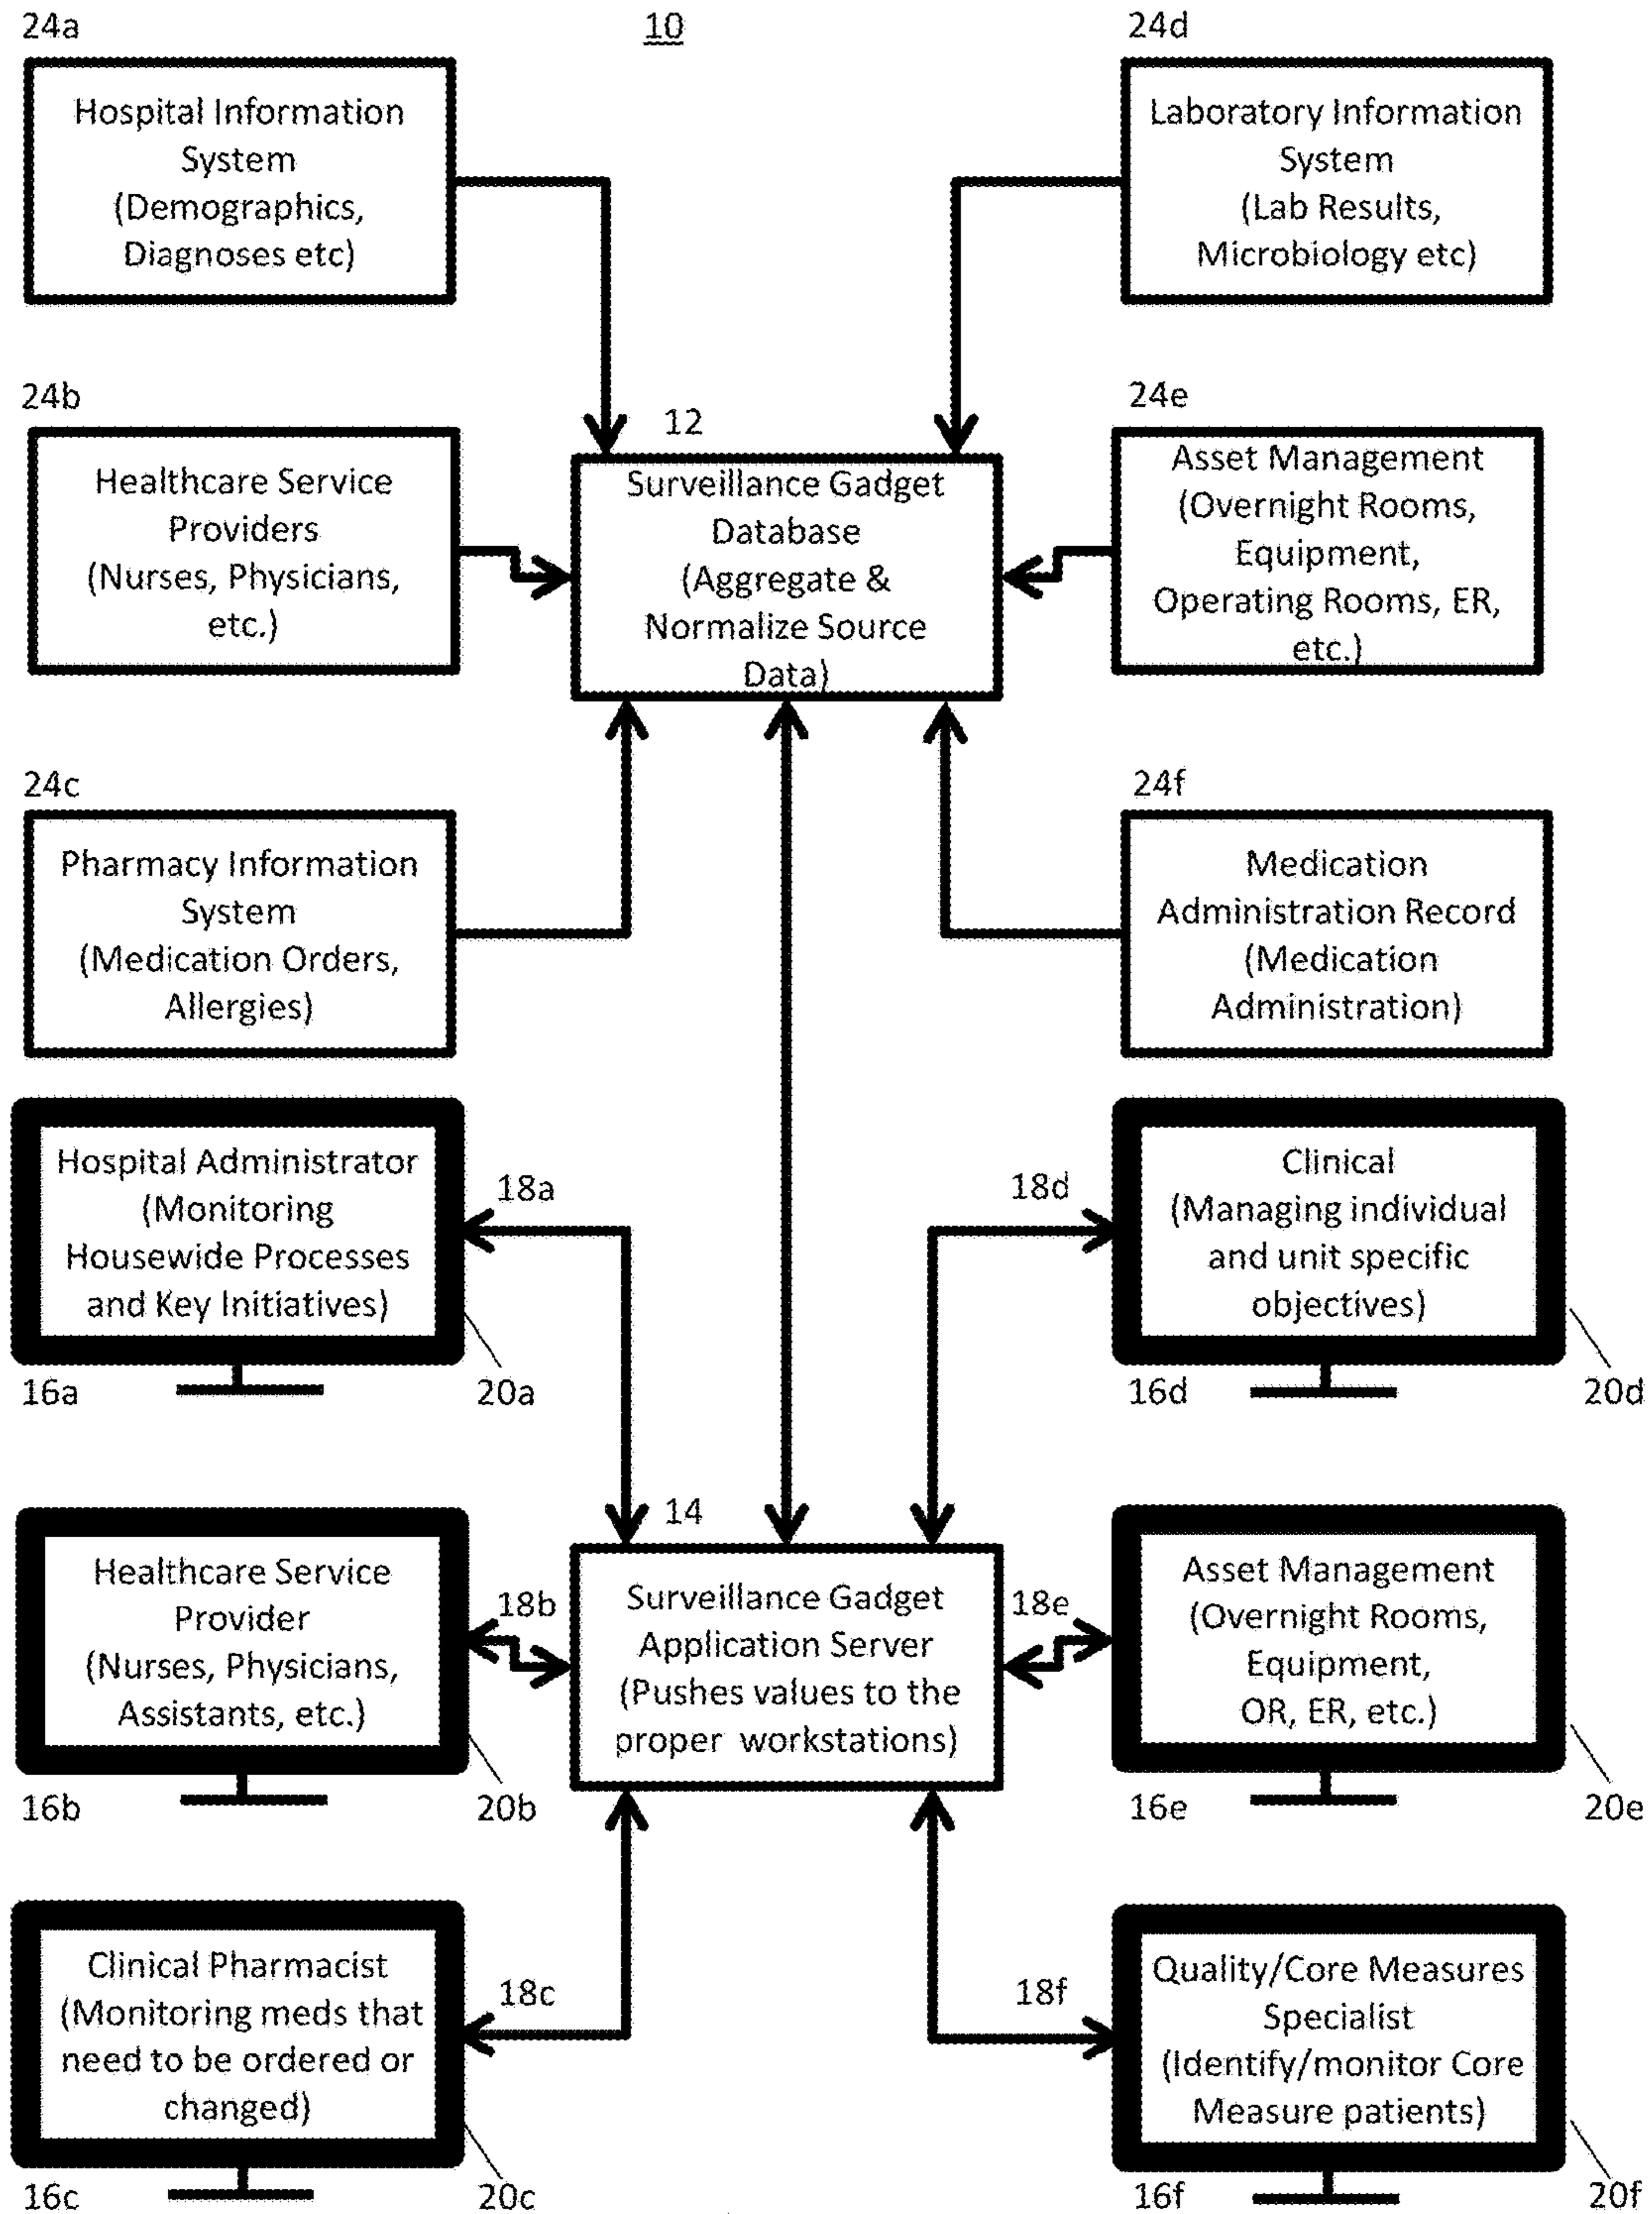 24a
10
24d
Hospital Information
System
(Demographics,
Diagnoses etc)
Laboratory Information
System
(Lab Results,
Microbiology etc)
24b
12
24e
Healthcare Service
Providers
(Nurses, Physicians,
etc.)
Surveillance Gadget
Database
(Aggregate &
Normalize Source
Data)
Asset Management
(Overnight Rooms,
Equipment,
Operating Rooms, ER,
etc.)
24c
24f
Pharmacy Information
System
(Medication Orders,
Allergies)
Medication
Administration Record
(Medication
Administration)
Hospital Administrator
(Monitoring
Housewide Processes
and Key Initiatives)
18a
18d
Clinical
(Managing individual
and unit specific
objectives)
16a
20a
16d
20d
14
Healthcare Service
Provider
(Nurses, Physicians,
Assistants, etc.)
18b
Surveillance Gadget
Application Server
(Pushes values to the
proper workstations)
18e
Asset Management
(Overnight Rooms,
Equipment,
OR, ER, etc.)
16b
20b
16e
20e
Clinical Pharmacist
(Monitoring meds that
need to be ordered or
changed)
18c
18f
Quality/Core Measures
Specialist
(Identify/monitor Core
Measure patients)
16c
20c
16f
20f